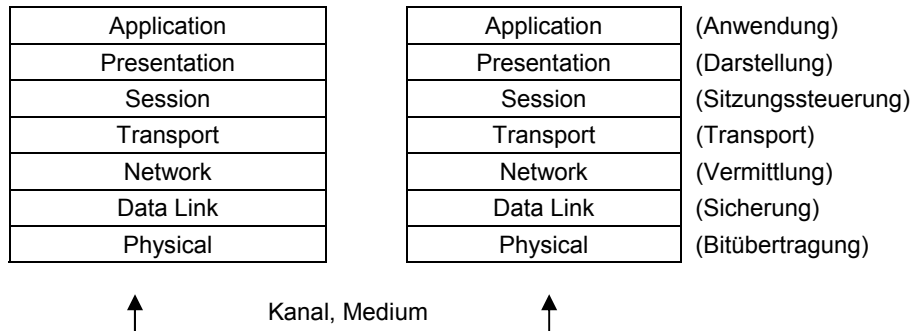 Application Application (Anwendung)
Presentation Presentation (Darstellung)
Session Session (Sitzungssteuerung)
Transport Transport (Transport)
Network Network (Vermittlung)
Data Link Data Link (Sicherung)
Physical Physical (Bitübertragung)
Kanal, Medium